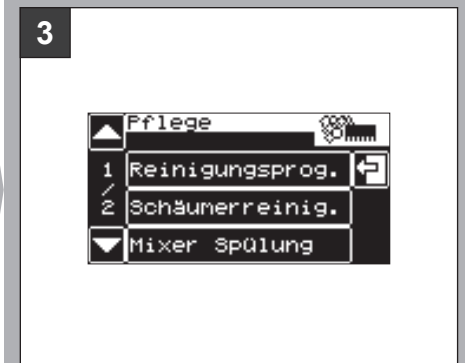 3
Pflege
1/2
Reinigungsprog.
Schäumerreinig.
Mixer Spülung